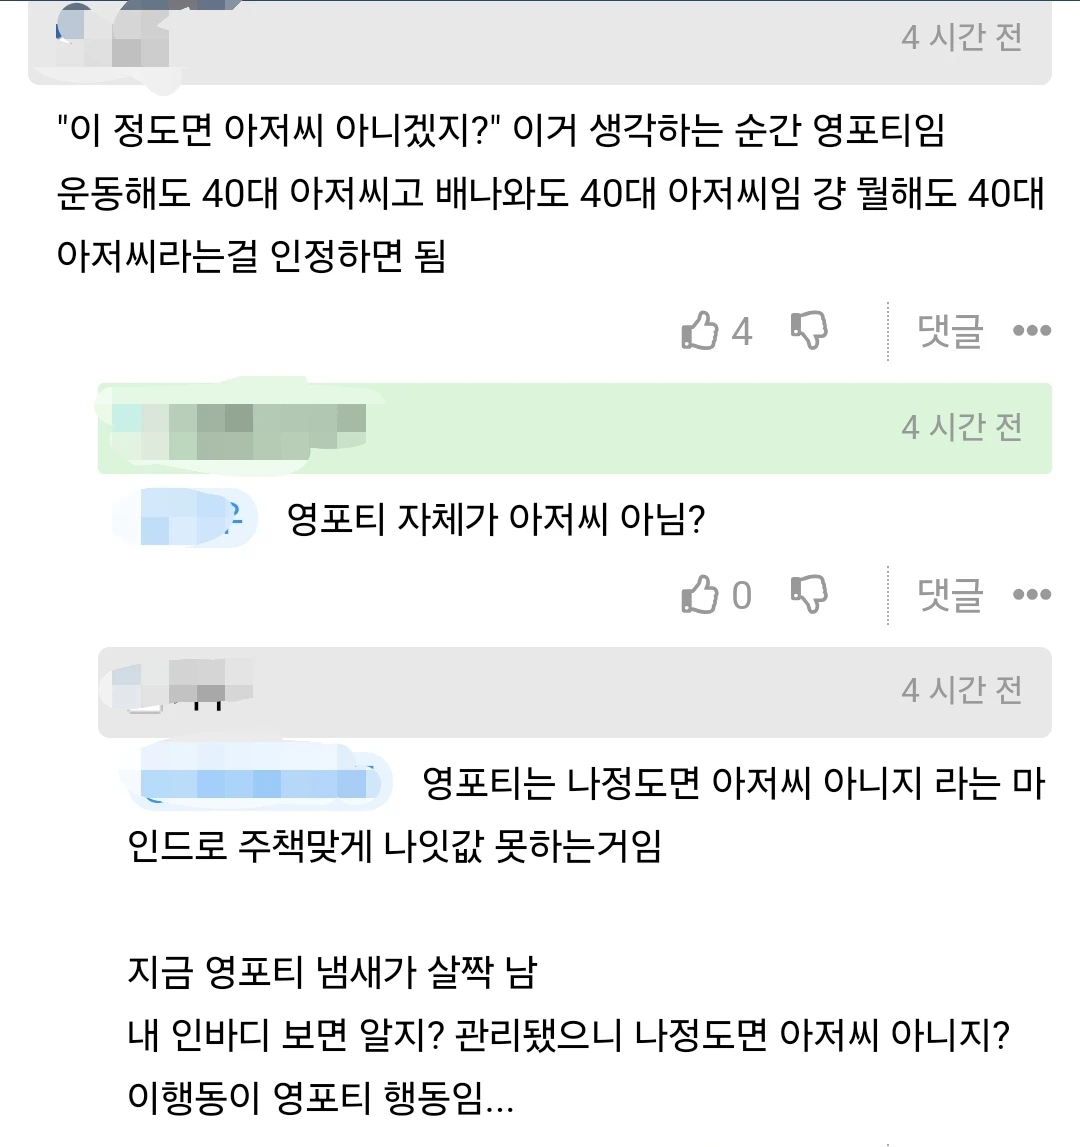 4 시간 전
"이 정도면 아저씨 아니겠지?" 이거 생각하는 순간 영포티임
운동해도 40대 아저씨고 배나와도 40대 아저씨임 걍 뭘해도 40대
아저씨라는걸 인정하면 됨
4
댓글
4 시간 전
영포티 자체가 아저씨 아님?
0
댓글
4 시간 전
영포티는 나정도면 아저씨 아니지 라는 마
인드로 주책맞게 나잇값 못하는거임
지금 영포티 냄새가 살짝 남
내 인바디 보면 알지? 관리됐으니 나정도면 아저씨 아니지?
이행동이 영포티 행동임...